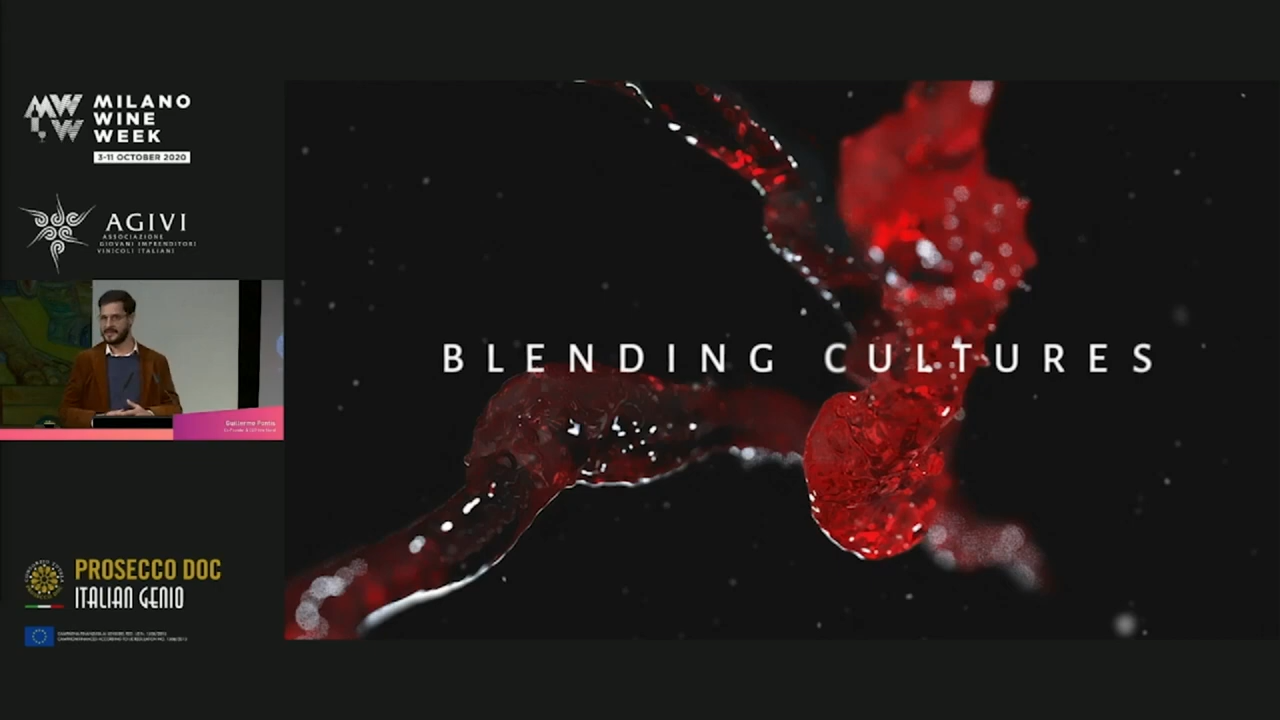 MILANO
WINE
WEEK
3-11 OCTOBER 2020
AGIVI
ASSOCIAZIONE
GIOVANI IMPRENDITORI
VINICOLI ITALIANI
BLENDING CULTURES
Guillermo
PROSECCO DOC
ITALIAN GENIO